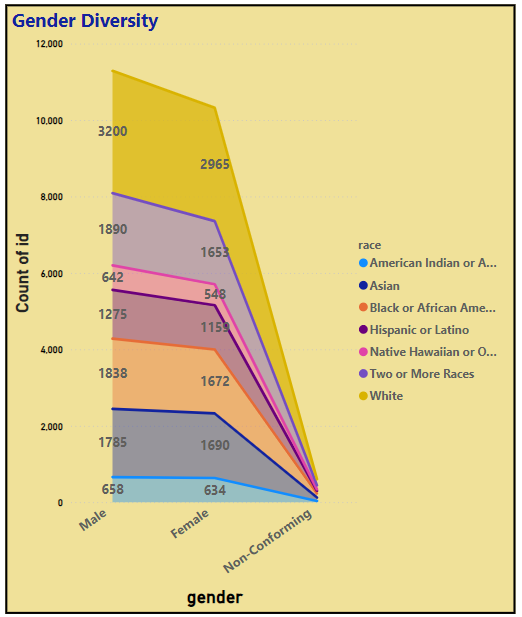 Gender Diversity
12,000
10,000
8,000
6,000
4,000
2,000
0
Count of id
3200
2965
1890
1653
642
548
1275
1159
1838
1672
1785
1690
658
634
Male
Female
Non-Conforming
gender
race
American Indian or A...
Asian
Black or African Ame...
Hispanic or Latino
Native Hawaiian or O...
Two or More Races
White